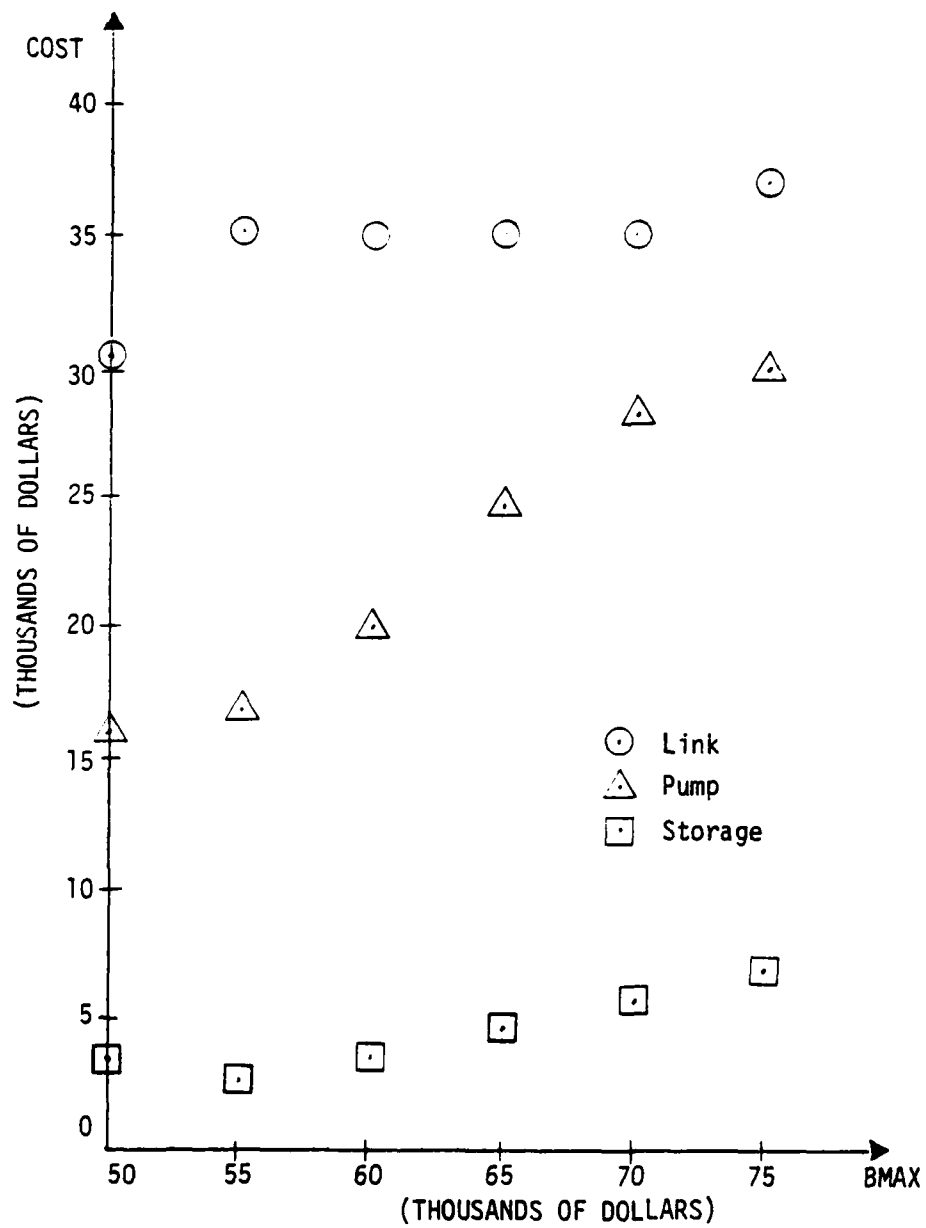 COST
40
35
30
25
20
15
10
5
0
(THOUSANDS OF DOLLARS)
Link
Pump
Storage
50 55 60 65 70 75 BMAX
(THOUSANDS OF DOLLARS)